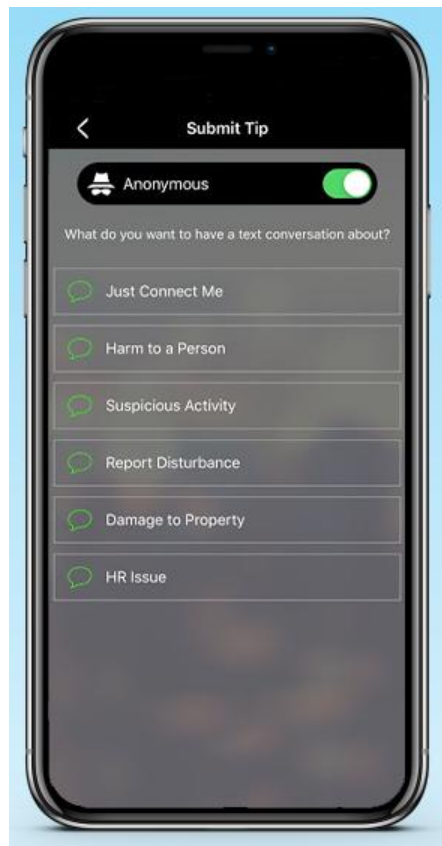 Submit Tip
Anonymous
What do you want to have a text conversation about?
Just Connect Me
Harm to a Person
Suspicious Activity
Report Disturbance
Damage to Property
HR Issue